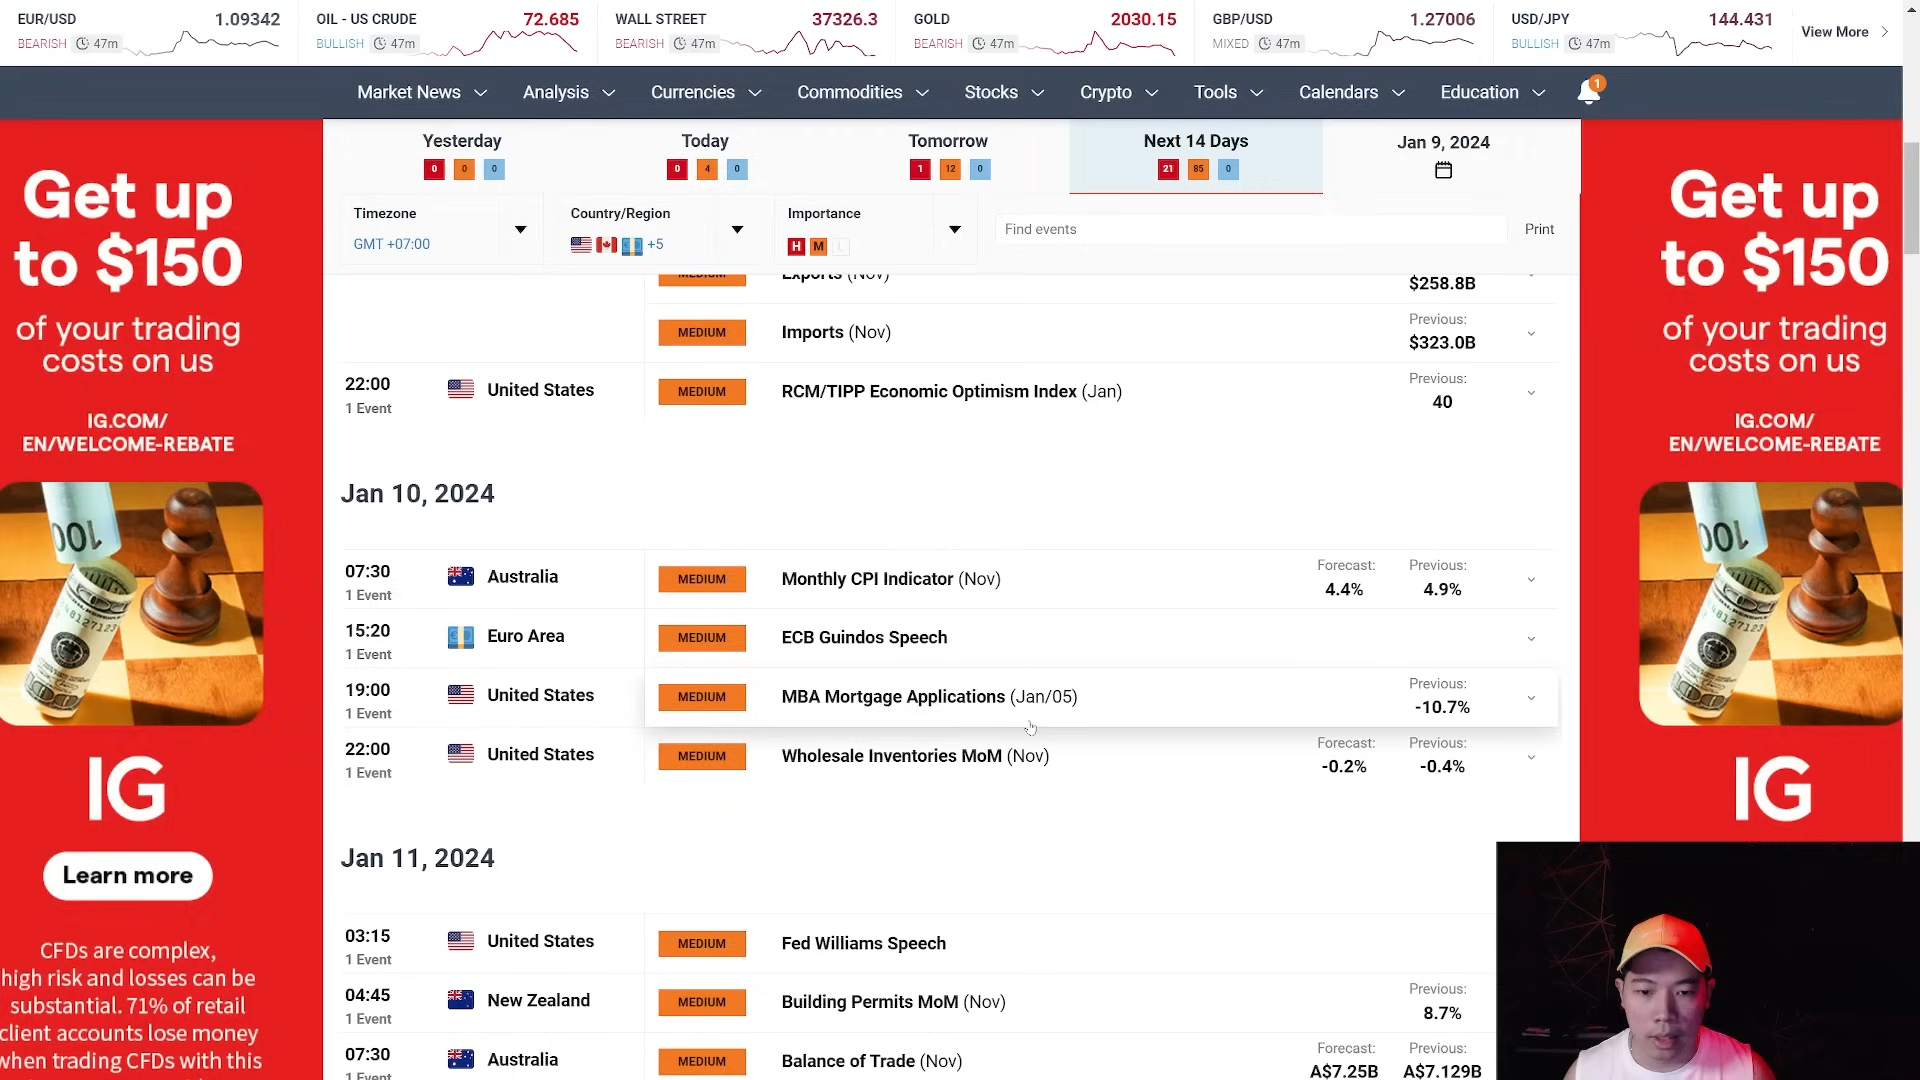 EUR/USD 1.09342
BEARISH 47m
OIL - US CRUDE 72.685
BULLISH 47m
WALL STREET 37326.3
BEARISH 47m
GOLD 2030.15
BEARISH 47m
GBP/USD 1.27006
MIXED 47m
USD/JPY 144.431
BULLISH 47m
View More
Market News Analysis Currencies Commodities Stocks Crypto Tools Calendars Education 1
Yesterday Today Tomorrow Next 14 Days Jan 9, 2024
0 0 0 0 4 0 1 12 0 21 85 0
Timezone
GMT +07:00
Country/Region
+5
Importance
H M L
Find events
Print
MEDIUM Exports (Nov) $258.8B
MEDIUM Imports (Nov) Previous: $323.0B
22:00 United States MEDIUM RCM/TIPP Economic Optimism Index (Jan) Previous:
1 Event 40
Jan 10, 2024
07:30 Australia MEDIUM Monthly CPI Indicator (Nov) Forecast: Previous:
1 Event 4.4% 4.9%
15:20 Euro Area MEDIUM ECB Guindos Speech
1 Event
19:00 United States MEDIUM MBA Mortgage Applications (Jan/05) Previous:
1 Event -10.7%
22:00 United States MEDIUM Wholesale Inventories MoM (Nov) Forecast: Previous:
1 Event -0.2% -0.4%
Jan 11, 2024
03:15 United States MEDIUM Fed Williams Speech
1 Event
04:45 New Zealand MEDIUM Building Permits MoM (Nov) Previous:
1 Event 8.7%
07:30 Australia MEDIUM Balance of Trade (Nov) Forecast: Previous:
1 Event A$7.25B A$7.129B
Get up
to $150
of your trading
costs on us
IG.COM/
EN/WELCOME-REBATE
IG
Learn more
CFDs are complex,
high risk and losses can be
substantial. 71% of retail
client accounts lose money
when trading CFDs with this
Get up
to $150
of your trading
costs on us
IG.COM/
EN/WELCOME-REBATE
IG